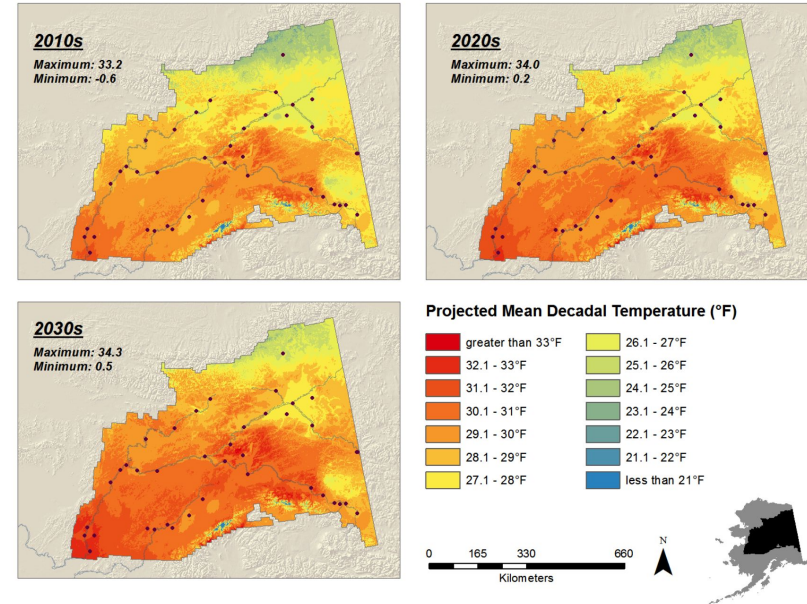 2010s
Maximum: 33.2
Minimum: -0.6
2020s
Maximum: 34.0
Minimum: 0.2
2030s
Maximum: 34.3
Minimum: 0.5
Projected Mean Decadal Temperature (°F)
greater than 33°F
32.1 - 33°F
31.1 - 32°F
30.1 - 31°F
29.1 - 30°F
28.1 - 29°F
27.1 - 28°F
26.1 - 27°F
25.1 - 26°F
24.1 - 25°F
23.1 - 24°F
22.1 - 23°F
21.1 - 22°F
less than 21°F
0 165 330 660
Kilometers
N